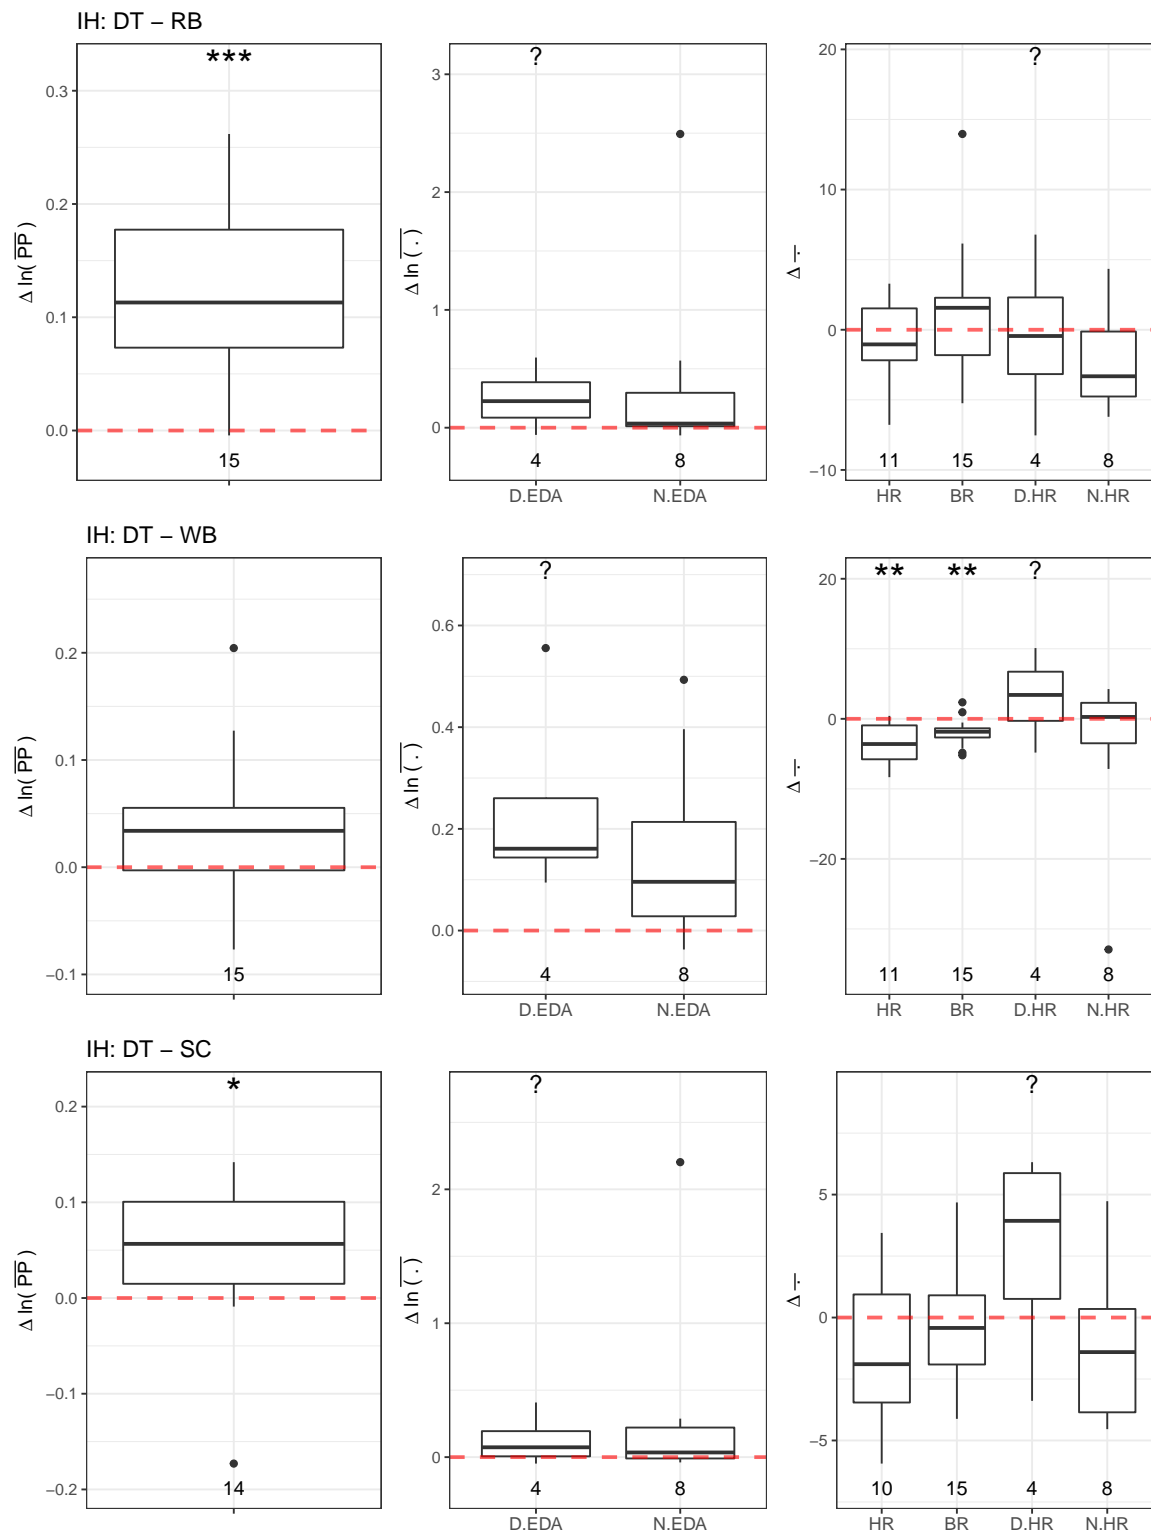 IH: DT − RB
***
0.3
0.2
0.1
0.0
Δ ln( PP )
15
?
3
2
1
0
Δ ln ( . )
4 8
D.EDA N.EDA
?
20
10
0
−10
Δ .
11 15 4 8
HR BR D.HR N.HR
IH: DT − WB
0.2
0.1
0.0
−0.1
Δ ln( PP )
15
?
0.6
0.4
0.2
0.0
Δ ln ( . )
4 8
D.EDA N.EDA
** ** ?
20
0
−20
Δ .
11 15 4 8
HR BR D.HR N.HR
IH: DT − SC
*
0.2
0.1
0.0
−0.1
−0.2
Δ ln( PP )
14
?
2
1
0
Δ ln ( . )
4 8
D.EDA N.EDA
?
5
0
−5
Δ .
10 15 4 8
HR BR D.HR N.HR